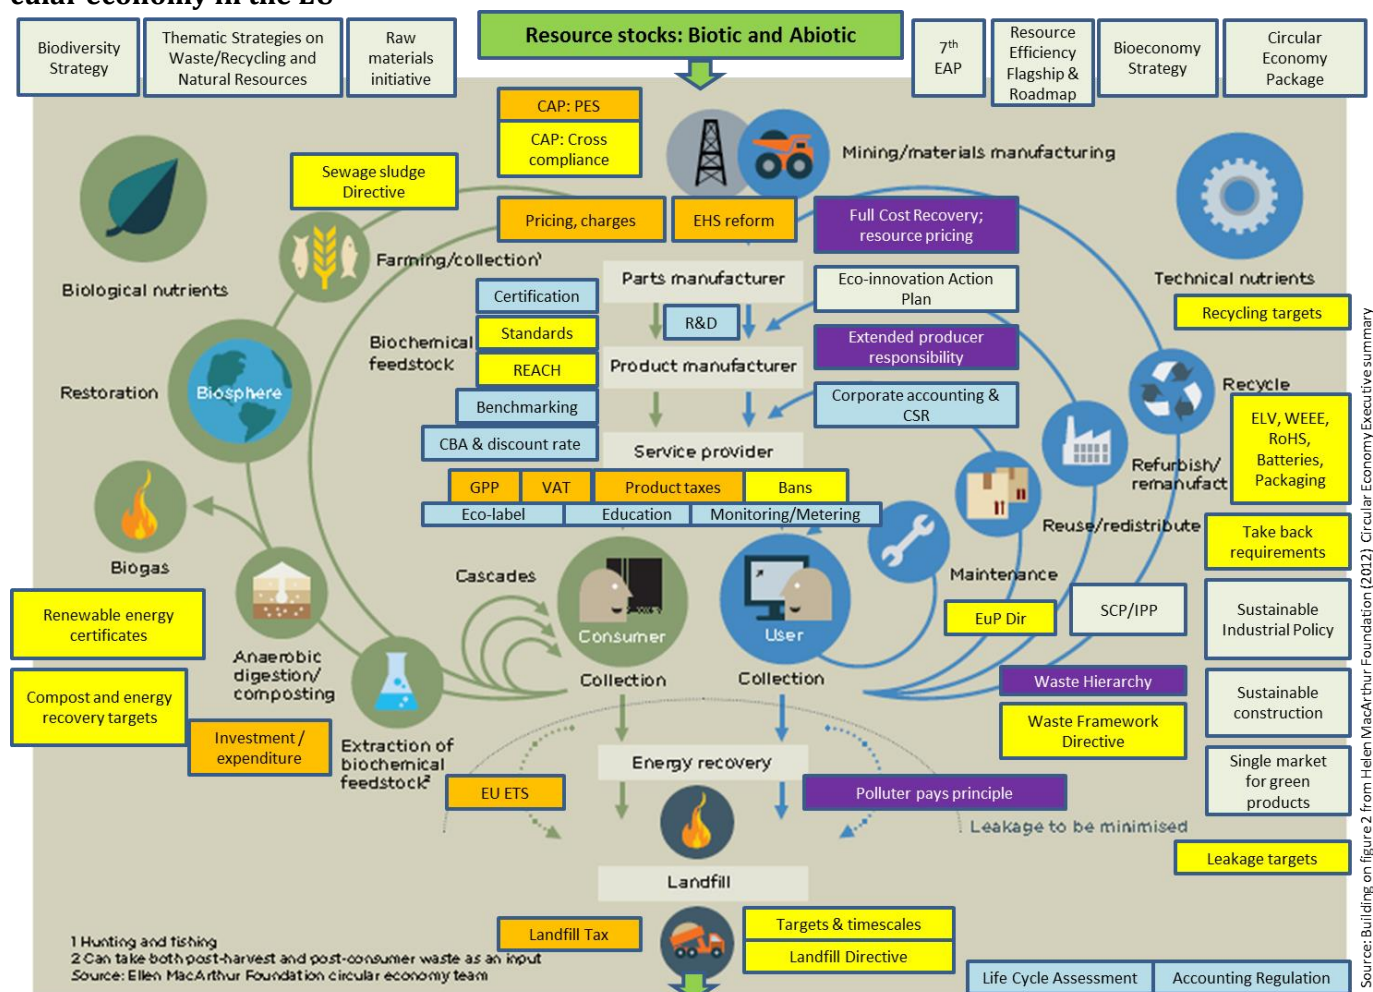 cular economy in the EU
Biodiversity
Strategy
Thematic Strategies on
Waste/Recycling and
Natural Resources
Raw
materials
initiative
Resource stocks: Biotic and Abiotic
7th
EAP
Resource
Efficiency
Flagship &
Roadmap
Bioeconomy
Strategy
Circular
Economy
Package
CAP: PES
CAP: Cross
compliance
Mining/materials manufacturing
Sewage sludge
Directive
Pricing, charges
EHS reform
Full Cost Recovery;
resource pricing
Farming/collection¹
Biological nutrients
Parts manufacturer
Technical nutrients
Eco-innovation Action
Plan
Certification
R&D
Recycling targets
Biochemical
feedstock
Standards
Extended producer
responsibility
REACH
Product manufacturer
Restoration
Biosphere
Recycle
Benchmarking
Corporate accounting &
CSR
CBA & discount rate
Service provider
ELV, WEEE,
RoHS,
Batteries,
Packaging
Refurbish/
remanufact
GPP
VAT
Product taxes
Bans
Eco-label
Education
Monitoring/Metering
Reuse/redistribute
Take back
requirements
Biogas
Cascades
Maintenance
Renewable energy
certificates
Consumer
User
EuP Dir
SCP/IPP
Sustainable
Industrial Policy
Anaerobic
digestion/
composting
Collection
Collection
Waste Hierarchy
Compost and energy
recovery targets
Sustainable
construction
Investment /
expenditure
Extraction of
biochemical
feedstock²
Waste Framework
Directive
Energy recovery
Single market
for green
products
EU ETS
Polluter pays principle
Leakage to be minimised
Leakage targets
Landfill
Landfill Tax
Targets & timescales
Landfill Directive
1 Hunting and fishing
2 Can take both post-harvest and post-consumer waste as an input
Source: Ellen MacArthur Foundation circular economy team
Life Cycle Assessment
Accounting Regulation
Source: Building on figure 2 from Helen MacArthur Foundation (2012) Circular Economy Executive summary